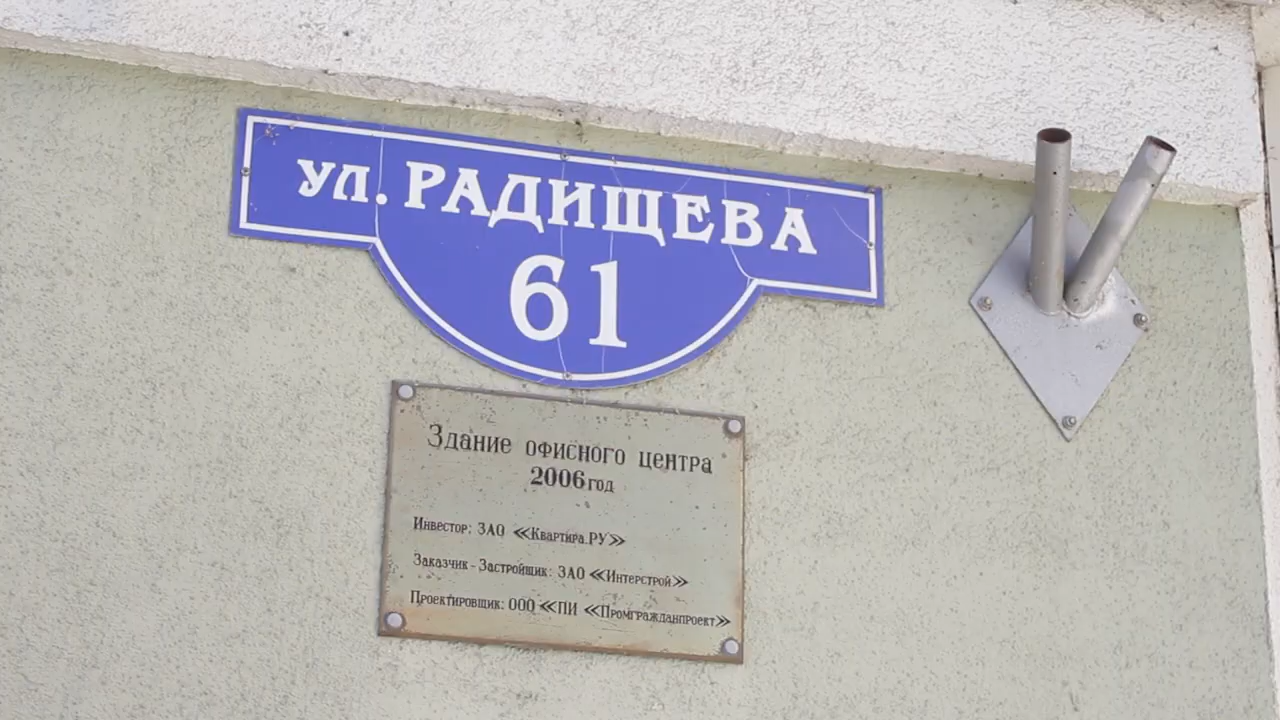 ул. РАДИЩЕВА
61
Здание офисного центра
2006 год
Инвестор: ЗАО «Квартира.РУ»
Заказчик - Застройщик: ЗАО «Интерстрой»
Проектировщик: ООО «ПИ «Промгражданпроект»